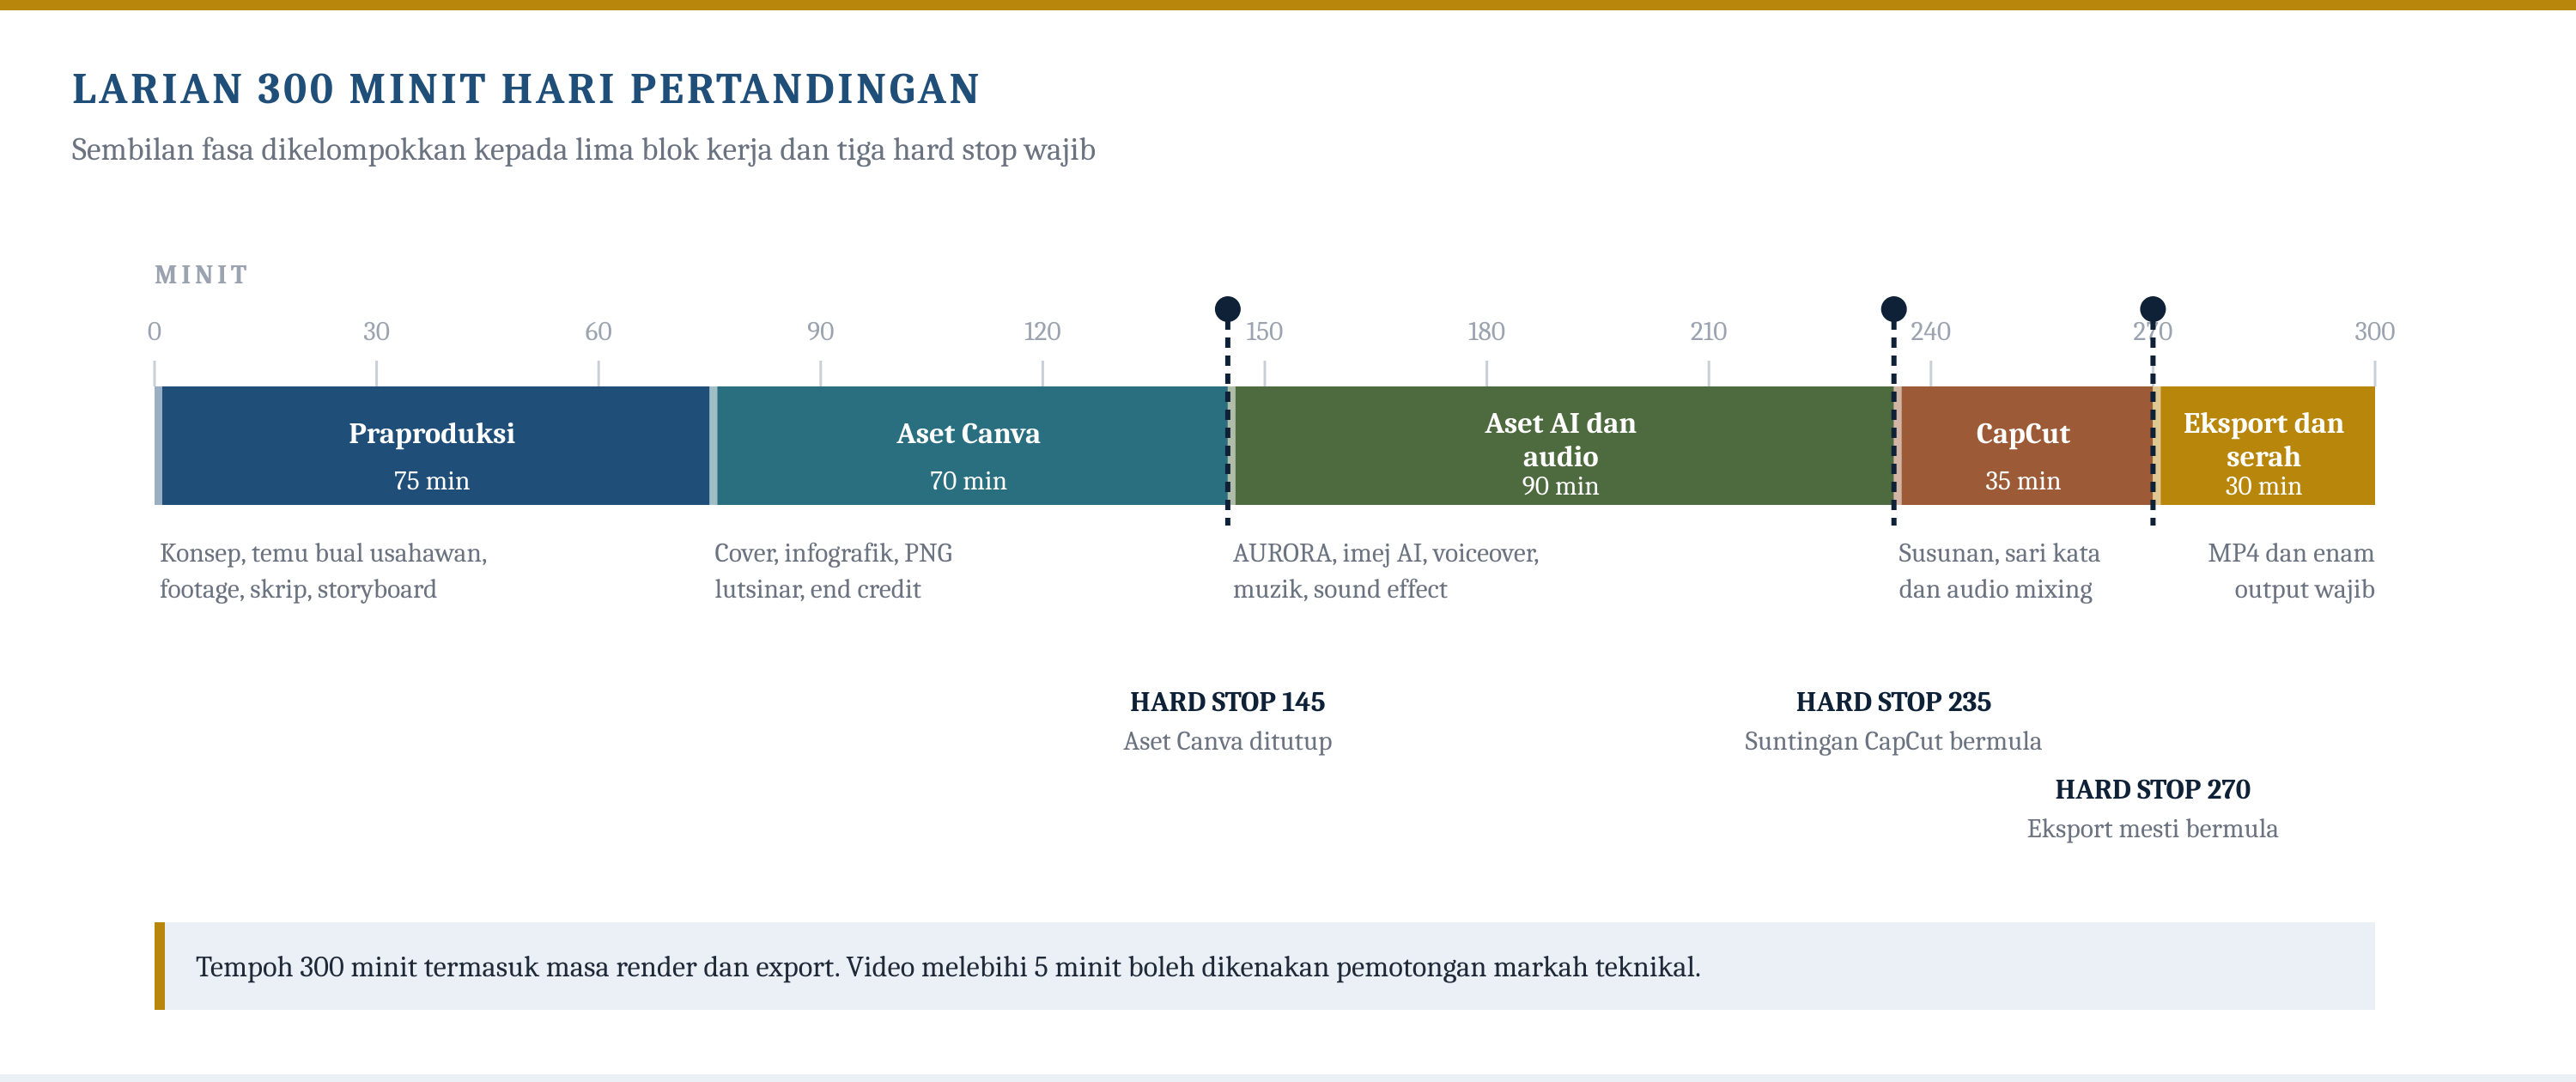 LARIAN 300 MINIT HARI PERTANDINGAN
Sembilan fasa dikelompokkan kepada lima blok kerja dan tiga hard stop wajib
MINIT
0 30 60 90 120 150 180 210 240 270 300
Praproduksi
75 min
Aset Canva
70 min
Aset AI dan
audio
90 min
CapCut
35 min
Eksport dan
serah
30 min
Konsep, temu bual usahawan,
footage, skrip, storyboard
Cover, infografik, PNG
lutsinar, end credit
AURORA, imej AI, voiceover,
muzik, sound effect
Susunan, sari kata
dan audio mixing
MP4 dan enam
output wajib
HARD STOP 145
Aset Canva ditutup
HARD STOP 235
Suntingan CapCut bermula
HARD STOP 270
Eksport mesti bermula
Tempoh 300 minit termasuk masa render dan export. Video melebihi 5 minit boleh dikenakan pemotongan markah teknikal.